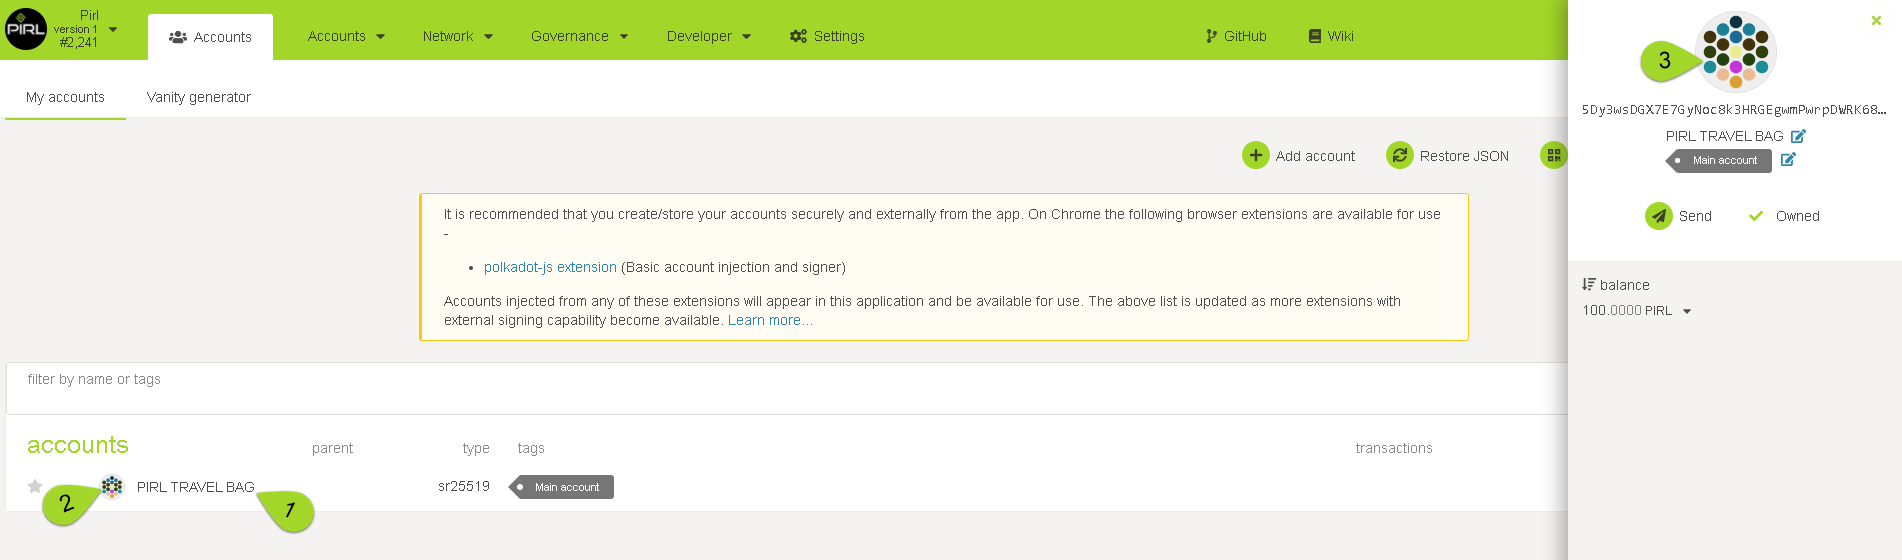 PIRL
Pirl
version 1
#2,241
Accounts
Accounts
Network
Governance
Developer
Settings
GitHub
Wiki
My accounts
Vanity generator
Add account
Restore JSON
It is recommended that you create/store your accounts securely and externally from the app. On Chrome the following browser extensions are available for use
-
• polkadot-js extension (Basic account injection and signer)
Accounts injected from any of these extensions will appear in this application and be available for use. The above list is updated as more extensions with
external signing capability become available. Learn more...
filter by name or tags
accounts parent type tags transactions
2 PIRL TRAVEL BAG 1 sr25519 Main account
3
5Dy3wsDGX7E7GyNoc8k3HRGEgwmPwrpDWRK68…
PIRL TRAVEL BAG
Main account
Send
Owned
balance
100.0000 PIRL